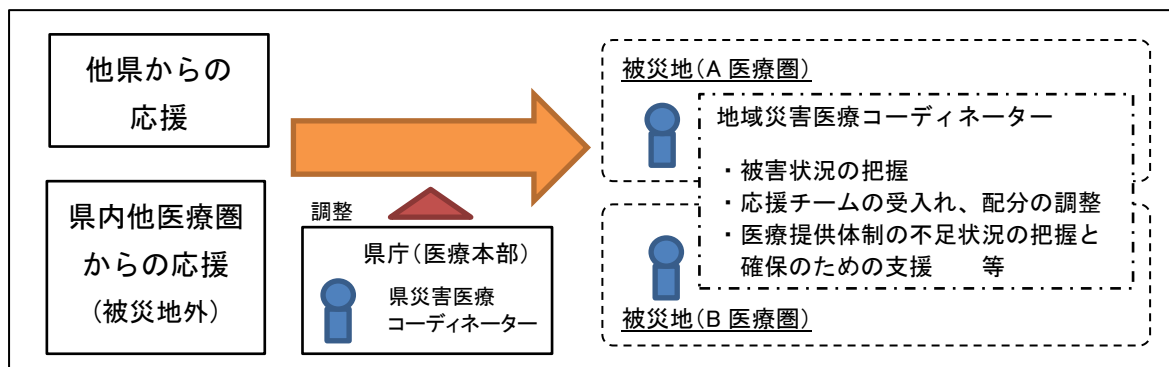 他県からの
応援
県内他医療圏
からの応援
（被災地外）
調整
県庁（医療本部）
県災害医療
コーディネーター
被災地（A 医療圏）
地域災害医療コーディネーター
・被害状況の把握
・応援チームの受入れ、配分の調整
・医療提供体制の不足状況の把握と
確保のための支援　　等
被災地（B 医療圏）